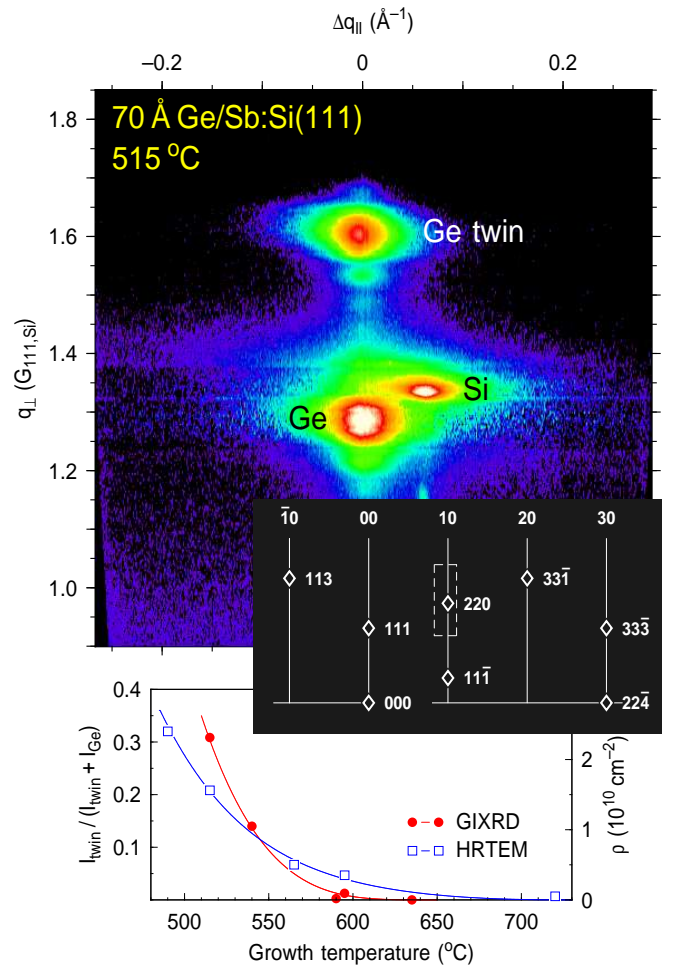 Δq|| (Å⁻¹)
−0.2 0 0.2
70 Å Ge/Sb:Si(111)
515 °C
1.8
1.6
1.4
1.2
1.0
q⊥ (G111,Si)
Ge twin
Si
Ge
1̅0 00 10 20 30
113 220 331̅
111 333̅
111̅
000 224̅
0.4
0.3
0.2
0.1
Itwin / (Itwin + IGe)
2
1
0
ρ (10¹⁰ cm⁻²)
GIXRD
HRTEM
500 550 600 650 700
Growth temperature (°C)